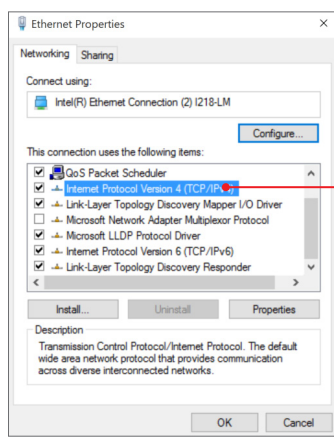 Ethernet Properties
Networking
Sharing
Connect using:
Intel(R) Ethernet Connection (2) I218-LM
Configure...
This connection uses the following items:
QoS Packet Scheduler
Internet Protocol Version 4 (TCP/IPv4)
Link-Layer Topology Discovery Mapper I/O Driver
Microsoft Network Adapter Multiplexor Protocol
Microsoft LLDP Protocol Driver
Internet Protocol Version 6 (TCP/IPv6)
Link-Layer Topology Discovery Responder
Install...
Uninstall
Properties
Description
Transmission Control Protocol/Internet Protocol. The default
wide area network protocol that provides communication
across diverse interconnected networks.
OK
Cancel